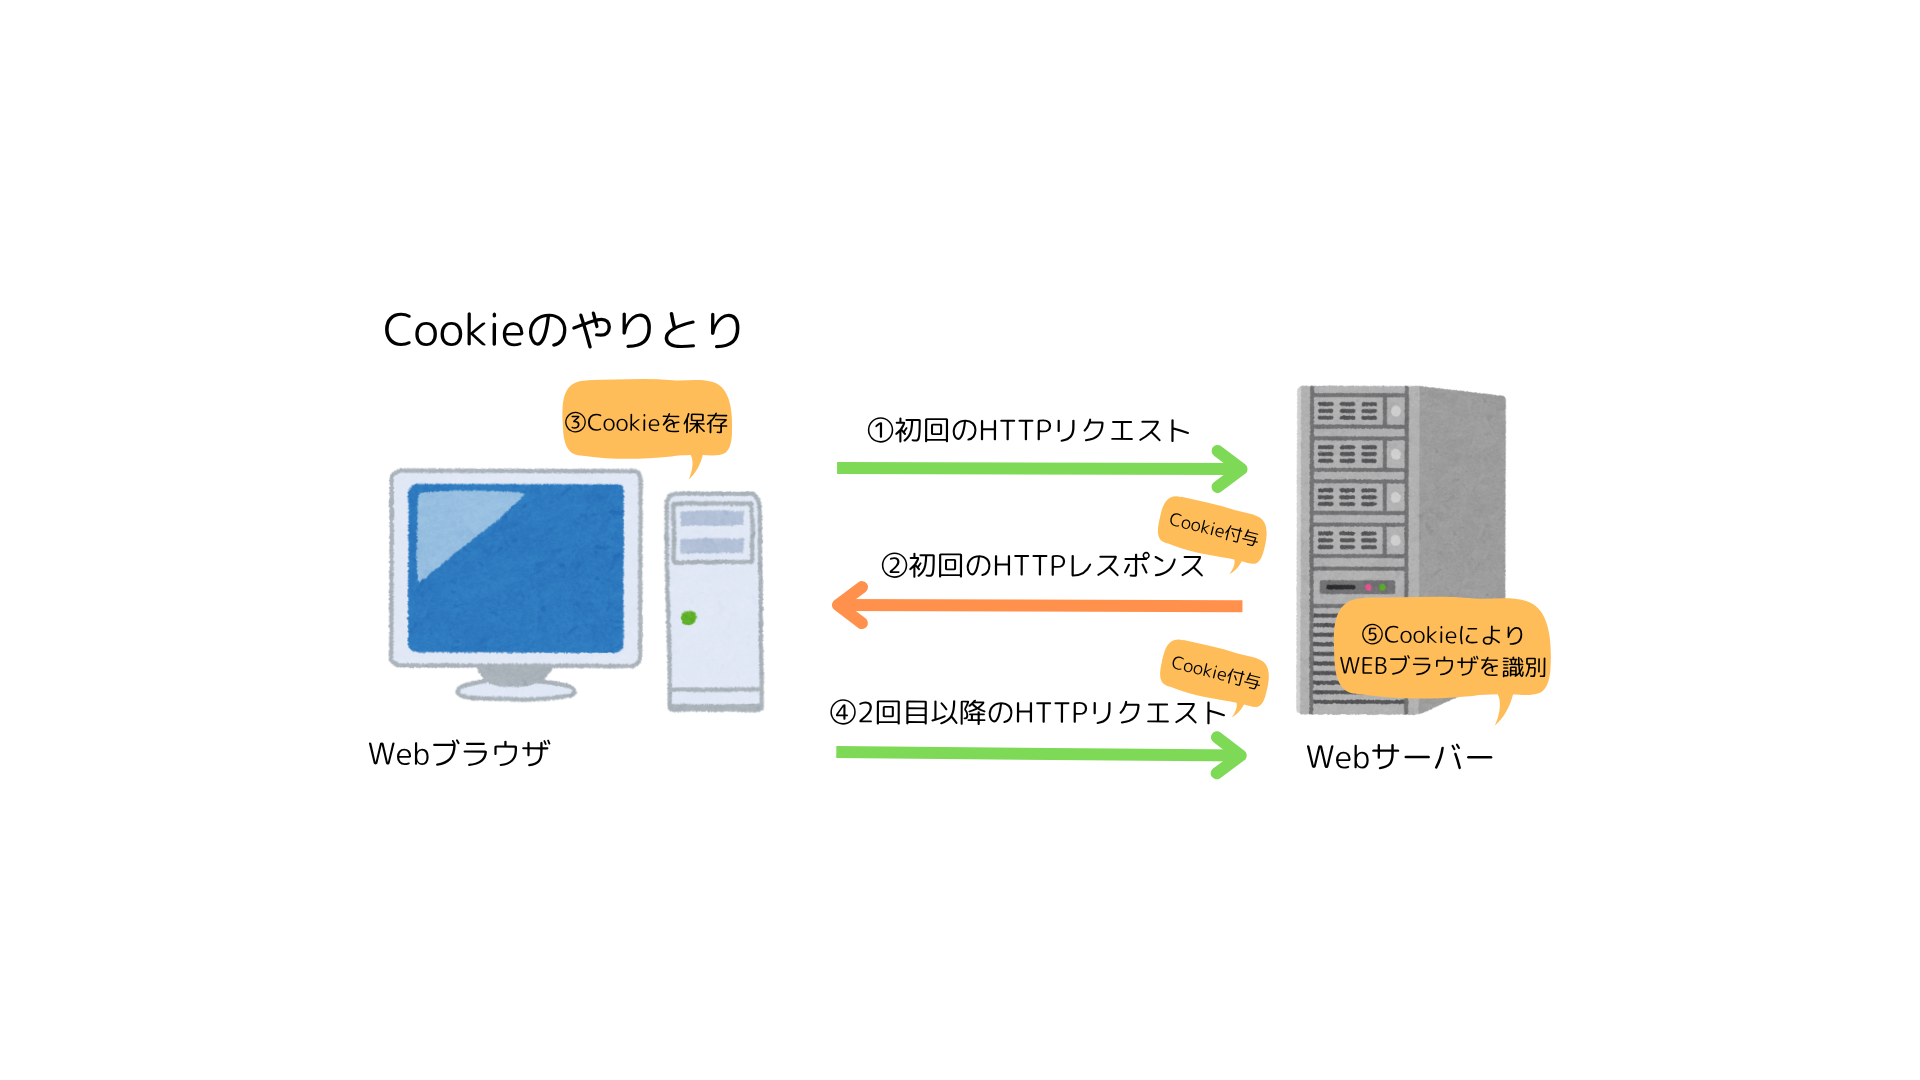 Cookieのやりとり
③Cookieを保存
①初回のHTTPリクエスト
Cookie付与
②初回のHTTPレスポンス
⑤Cookieにより
WEBブラウザを識別
Cookie付与
④2回目以降のHTTPリクエスト
Webブラウザ
Webサーバー